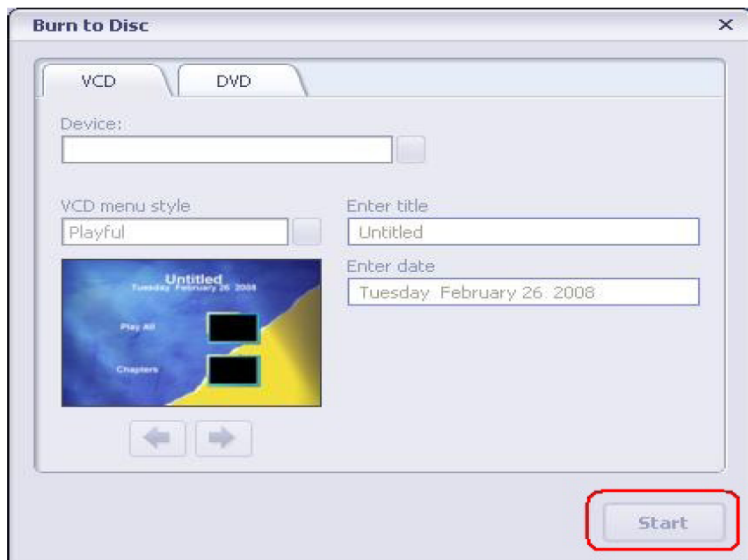 Burn to Disc
VCD
DVD
Device:
VCD menu style
Playful
Enter title
Untitled
Enter date
Tuesday February 26 2008
Untitled
Tuesday February 26 2008
Play All
Chapters
Start